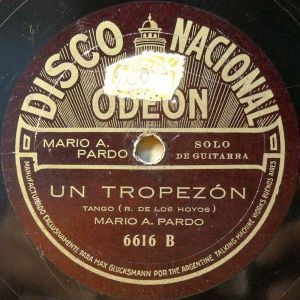 DISCO NACIONAL
ODEON
MARIO A. PARDO
SOLO DE GUITARRA
UN TROPEZÓN
TANGO (R. DE LOS HOYOS)
MARIO A. PARDO
6616 B
MANUFACTURADO EXCLUSIVAMENTE PARA MAX GLUCKSMANN POR THE ARGENTINE TALKING MACHINE WORKS BUENOS AIRES